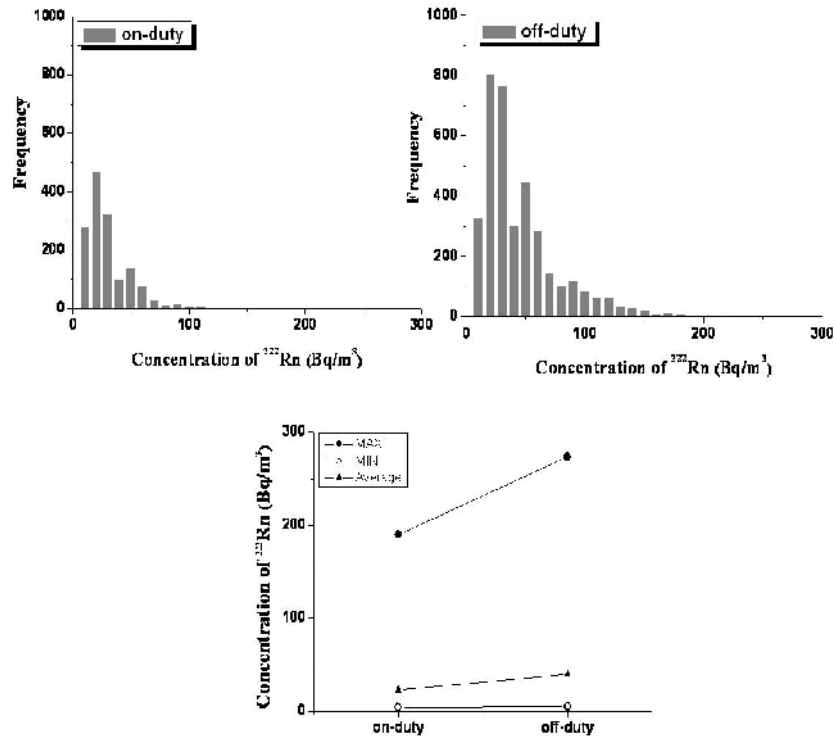 1000
on-duty
800
600
400
200
0
Frequency
0 100 200 300
Concentration of ²²²Rn (Bq/m³)
1000
off-duty
800
600
400
200
0
Frequency
0 100 200 300
Concentration of ²²²Rn (Bq/m³)
300
MAX
MIN
Average
200
100
0
Concentration of ²²²Rn (Bq/m³)
on-duty off-duty